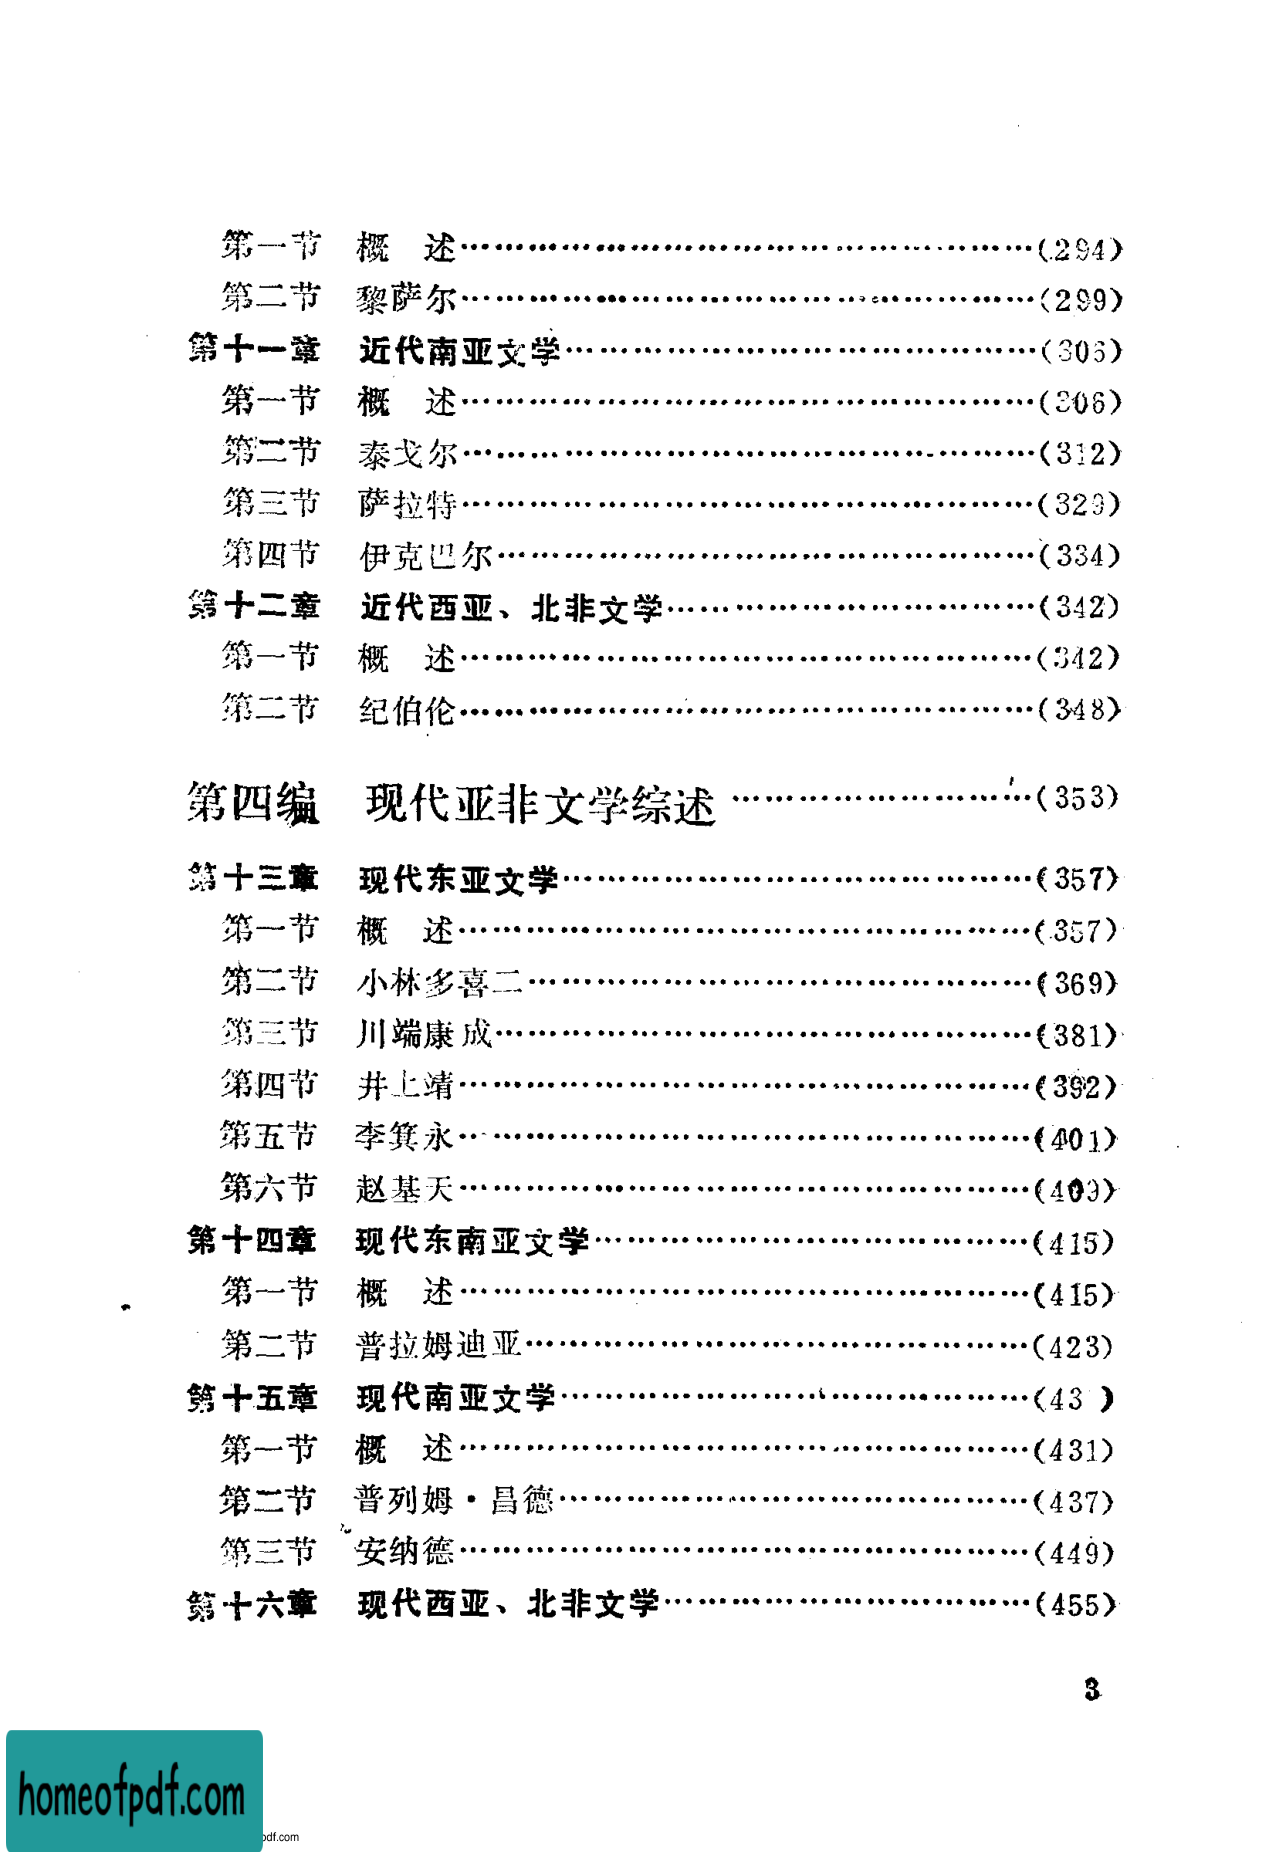 第一节 概 述………(294)
第二节 黎萨尔………(299)
第十一章 近代南亚文学………(306)
第一节 概 述………(306)
第二节 泰戈尔………(312)
第三节 萨拉特………(329)
第四节 伊克巴尔………(334)
第十二章 近代西亚、北非文学………(342)
第一节 概 述………(342)
第二节 纪伯伦………(348)
第四编 现代亚非文学综述………(353)
第十三章 现代东亚文学………(357)
第一节 概 述………(357)
第二节 小林多喜二………(369)
第三节 川端康成………(381)
第四节 井上靖………(392)
第五节 李箕永………(401)
第六节 赵基天………(409)
第十四章 现代东南亚文学………(415)
第一节 概 述………(415)
第二节 普拉姆迪亚………(423)
第十五章 现代南亚文学………(43 )
第一节 概 述………(431)
第二节 普列姆·昌德………(437)
第三节 安纳德………(449)
第十六章 现代西亚、北非文学………(455)
3
homeofpdf.com
pdf.com